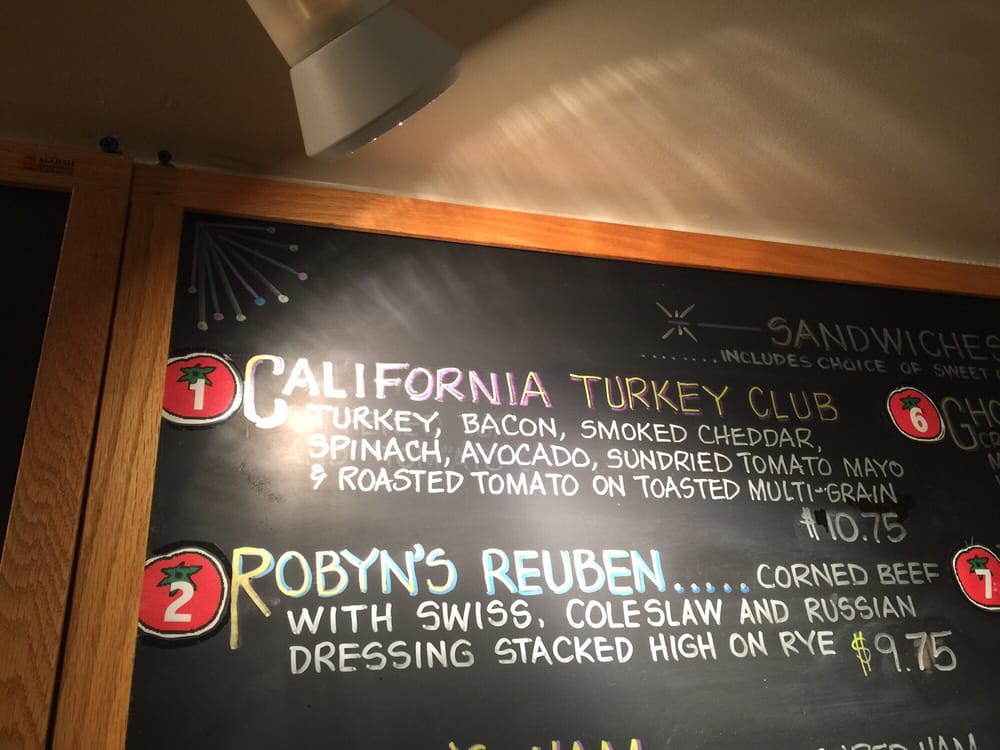 SANDWICHES
........INCLUDES CHOICE OF SWEET
1 CALIFORNIA TURKEY CLUB
TURKEY, BACON, SMOKED CHEDDAR,
SPINACH, AVOCADO, SUNDRIED TOMATO MAYO
& ROASTED TOMATO ON TOASTED MULTI-GRAIN
$10.75
2 ROBYN'S REUBEN..... CORNED BEEF
WITH SWISS, COLESLAW AND RUSSIAN
DRESSING STACKED HIGH ON RYE $9.75
HAM
6
7
HAM